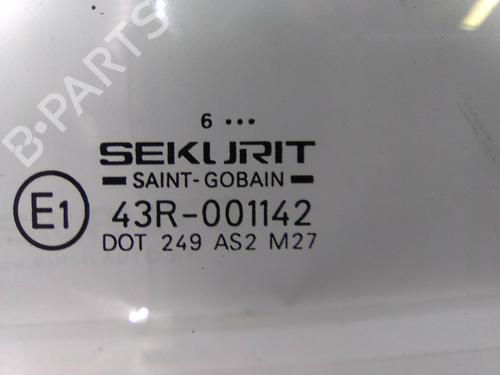 B-PARTS
6 •••
SEKURIT
SAINT-GOBAIN
E1 43R-001142
DOT 249 AS2 M27